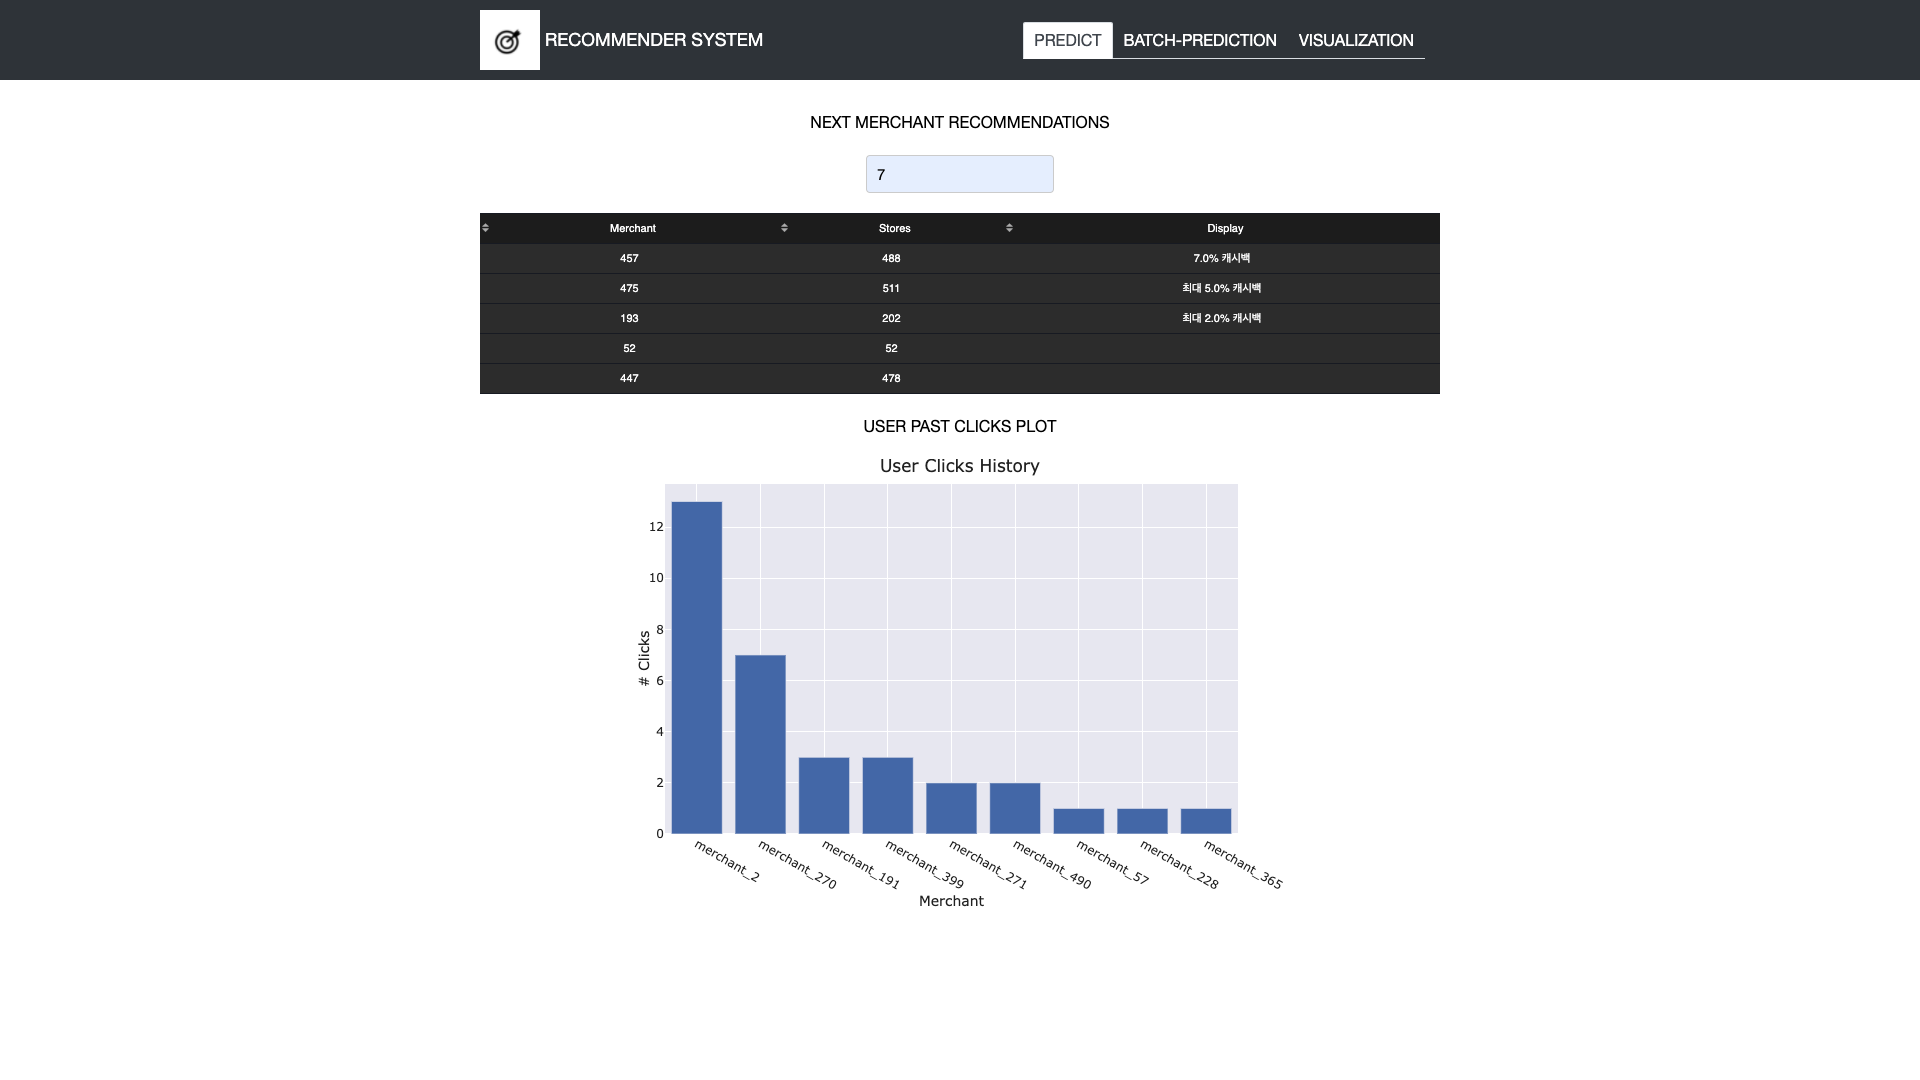 RECOMMENDER SYSTEM
PREDICT BATCH-PREDICTION VISUALIZATION
NEXT MERCHANT RECOMMENDATIONS
7
Merchant Stores Display
457 488 7.0% 캐시백
475 511 최대 5.0% 캐시백
193 202 최대 2.0% 캐시백
52 52
447 478
USER PAST CLICKS PLOT
User Clicks History
12
10
8
6
4
2
0
# Clicks
merchant_2 merchant_270 merchant_191 merchant_399 merchant_271 merchant_490 merchant_57 merchant_228 merchant_365
Merchant